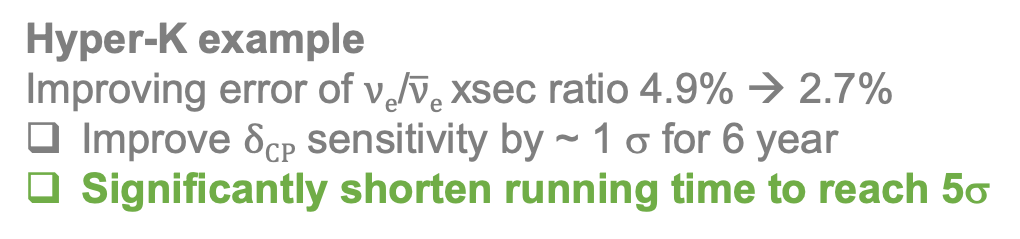 Hyper-K example
Improving error of νe/ν̅e xsec ratio 4.9% → 2.7%
❑ Improve δCP sensitivity by ~ 1 σ for 6 year
❑ Significantly shorten running time to reach 5σ